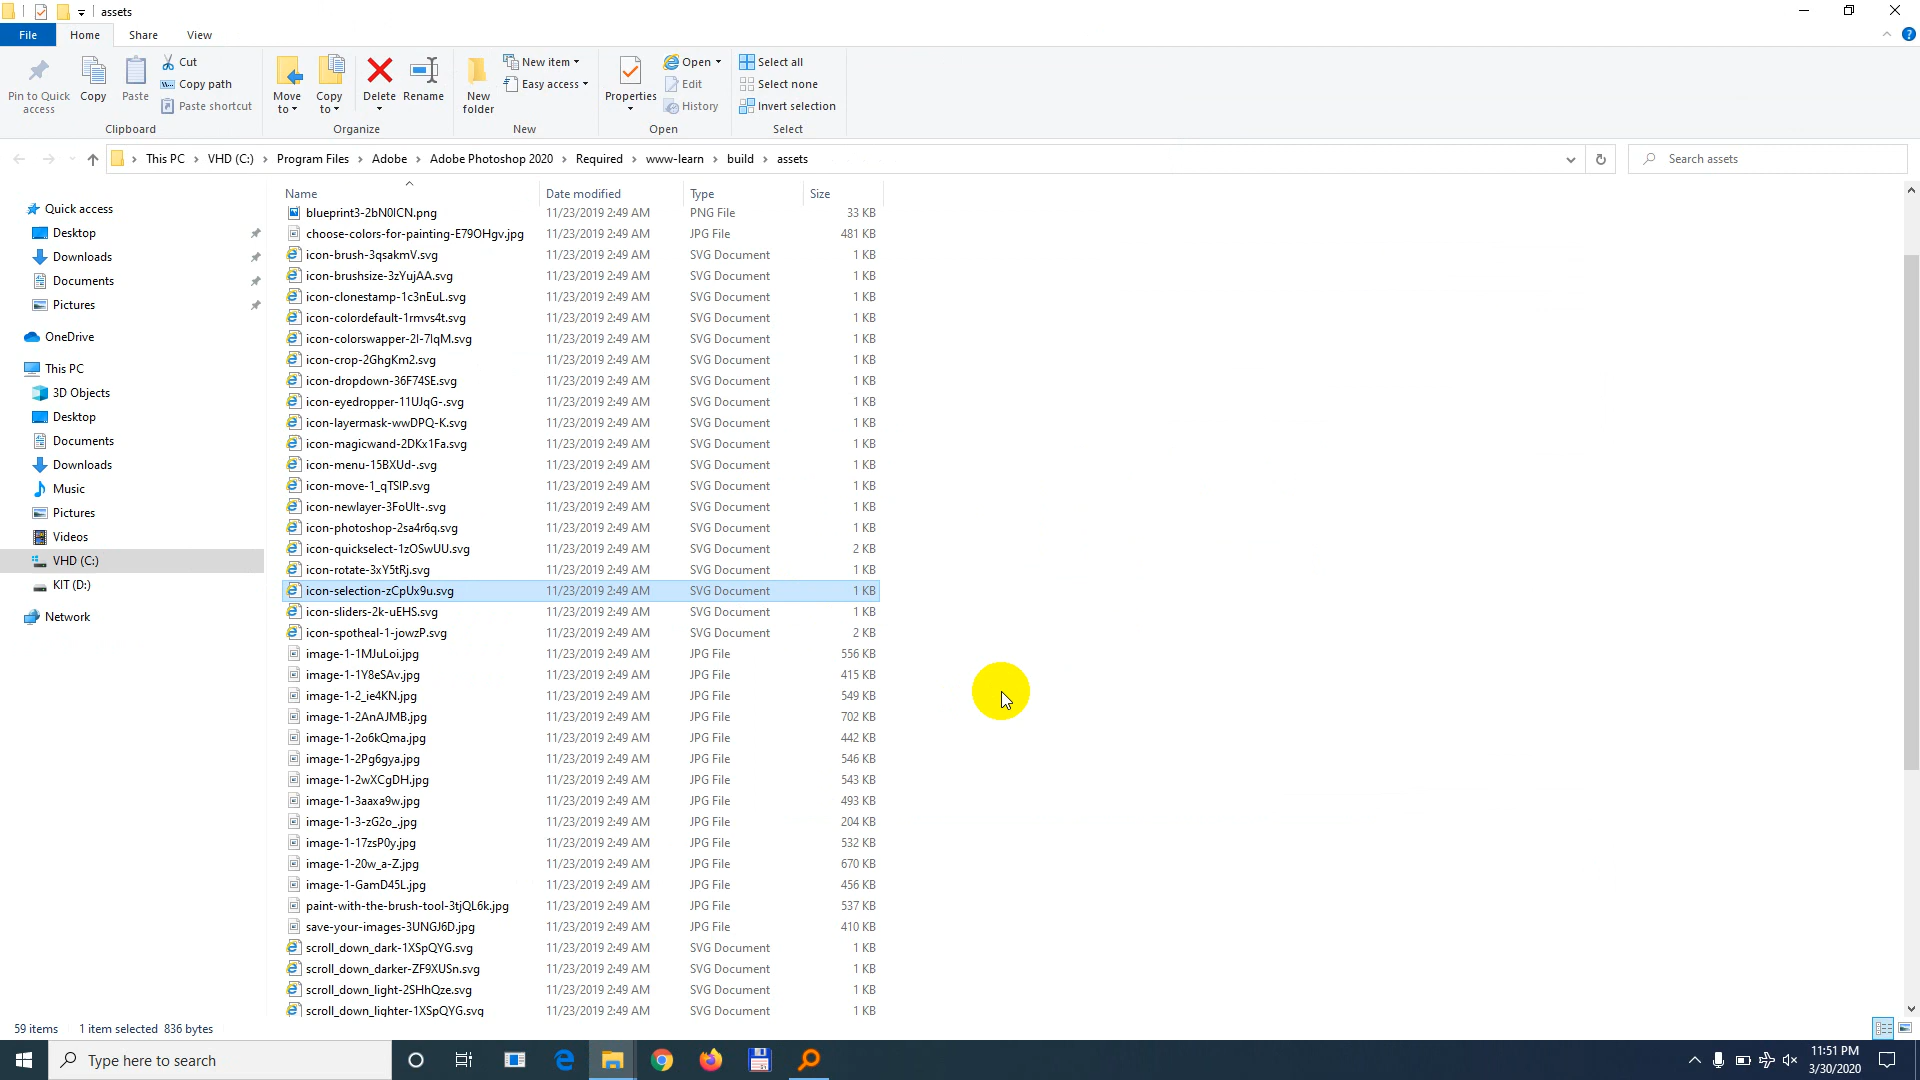 assets
File Home Share View
Pin to Quick access
Copy
Paste
Cut
Copy path
Paste shortcut
Clipboard
Move to
Copy to
Delete
Rename
Organize
New folder
New item
Easy access
New
Properties
Open
Edit
History
Open
Select all
Select none
Invert selection
Select
This PC VHD (C:) Program Files Adobe Adobe Photoshop 2020 Required www-learn build assets
Search assets
Quick access
Desktop
Downloads
Documents
Pictures
OneDrive
This PC
3D Objects
Desktop
Documents
Downloads
Music
Pictures
Videos
VHD (C:)
KIT (D:)
Network
Name Date modified Type Size
blueprint3-2bN0lCN.png 11/23/2019 2:49 AM PNG File 33 KB
choose-colors-for-painting-E79OHgv.jpg 11/23/2019 2:49 AM JPG File 481 KB
icon-brush-3qsakmV.svg 11/23/2019 2:49 AM SVG Document 1 KB
icon-brushsize-3zYujAA.svg 11/23/2019 2:49 AM SVG Document 1 KB
icon-clonestamp-1c3nEuL.svg 11/23/2019 2:49 AM SVG Document 1 KB
icon-colordefault-1rmvs4t.svg 11/23/2019 2:49 AM SVG Document 1 KB
icon-colorswapper-2l-7lqM.svg 11/23/2019 2:49 AM SVG Document 1 KB
icon-crop-2GhgKm2.svg 11/23/2019 2:49 AM SVG Document 1 KB
icon-dropdown-36F74SE.svg 11/23/2019 2:49 AM SVG Document 1 KB
icon-eyedropper-11UJqG-.svg 11/23/2019 2:49 AM SVG Document 1 KB
icon-layermask-wwDPQ-K.svg 11/23/2019 2:49 AM SVG Document 1 KB
icon-magicwand-2DKx1Fa.svg 11/23/2019 2:49 AM SVG Document 1 KB
icon-menu-15BXUd-.svg 11/23/2019 2:49 AM SVG Document 1 KB
icon-move-1_qTSlP.svg 11/23/2019 2:49 AM SVG Document 1 KB
icon-newlayer-3FoUlt-.svg 11/23/2019 2:49 AM SVG Document 1 KB
icon-photoshop-2sa4r6q.svg 11/23/2019 2:49 AM SVG Document 1 KB
icon-quickselect-1zOSwUU.svg 11/23/2019 2:49 AM SVG Document 2 KB
icon-rotate-3xY5tRj.svg 11/23/2019 2:49 AM SVG Document 1 KB
icon-selection-zCpUx9u.svg 11/23/2019 2:49 AM SVG Document 1 KB
icon-sliders-2k-uEHS.svg 11/23/2019 2:49 AM SVG Document 1 KB
icon-spotheal-1-jowzP.svg 11/23/2019 2:49 AM SVG Document 2 KB
image-1-1MJuLoi.jpg 11/23/2019 2:49 AM JPG File 556 KB
image-1-1Y8eSAv.jpg 11/23/2019 2:49 AM JPG File 415 KB
image-1-2_ie4KN.jpg 11/23/2019 2:49 AM JPG File 549 KB
image-1-2AnAJMB.jpg 11/23/2019 2:49 AM JPG File 702 KB
image-1-2o6kQma.jpg 11/23/2019 2:49 AM JPG File 442 KB
image-1-2Pg6gya.jpg 11/23/2019 2:49 AM JPG File 546 KB
image-1-2wXCgDH.jpg 11/23/2019 2:49 AM JPG File 543 KB
image-1-3aaxa9w.jpg 11/23/2019 2:49 AM JPG File 493 KB
image-1-3-zG2o_.jpg 11/23/2019 2:49 AM JPG File 204 KB
image-1-17zsP0y.jpg 11/23/2019 2:49 AM JPG File 532 KB
image-1-20w_a-Z.jpg 11/23/2019 2:49 AM JPG File 670 KB
image-1-GamD45L.jpg 11/23/2019 2:49 AM JPG File 456 KB
paint-with-the-brush-tool-3tjQL6k.jpg 11/23/2019 2:49 AM JPG File 537 KB
save-your-images-3UNGJ6D.jpg 11/23/2019 2:49 AM JPG File 410 KB
scroll_down_dark-1XSpQYG.svg 11/23/2019 2:49 AM SVG Document 1 KB
scroll_down_darker-ZF9XUSn.svg 11/23/2019 2:49 AM SVG Document 1 KB
scroll_down_light-2SHhQze.svg 11/23/2019 2:49 AM SVG Document 1 KB
scroll_down_lighter-1XSpQYG.svg 11/23/2019 2:49 AM SVG Document 1 KB
59 items 1 item selected 836 bytes
Type here to search
11:51 PM
3/30/2020